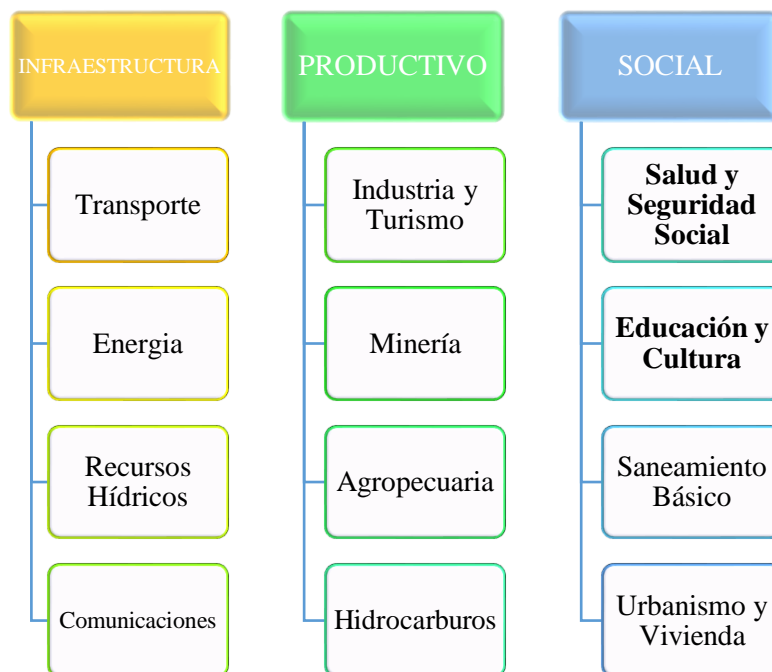 INFRAESTRUCTURA
Transporte
Energia
Recursos
Hídricos
Comunicaciones
PRODUCTIVO
Industria y
Turismo
Minería
Agropecuaria
Hidrocarburos
SOCIAL
Salud y
Seguridad
Social
Educación y
Cultura
Saneamiento
Básico
Urbanismo y
Vivienda